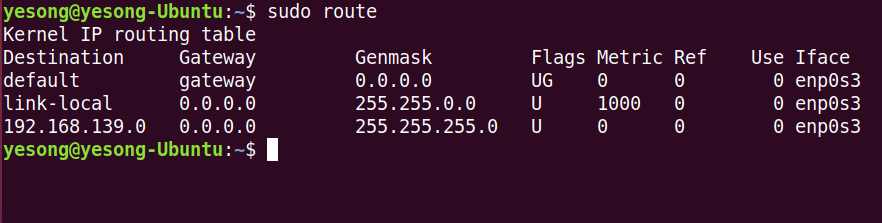 yesong@yesong-Ubuntu:~$ sudo route
Kernel IP routing table
Destination     Gateway         Genmask         Flags Metric Ref    Use Iface
default         gateway         0.0.0.0         UG    0      0        0 enp0s3
link-local      0.0.0.0         255.255.0.0     U     1000   0        0 enp0s3
192.168.139.0   0.0.0.0         255.255.255.0   U     0      0        0 enp0s3
yesong@yesong-Ubuntu:~$